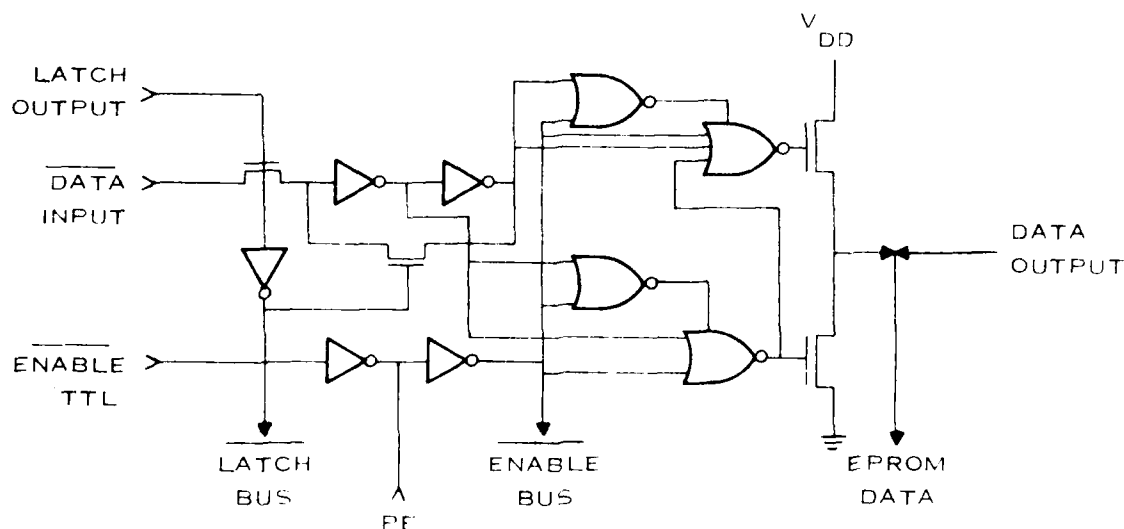 V
DD
LATCH
OUTPUT
DATA
INPUT
DATA
OUTPUT
ENABLE
TTL
LATCH
BUS
ENABLE
BUS
EPROM
DATA